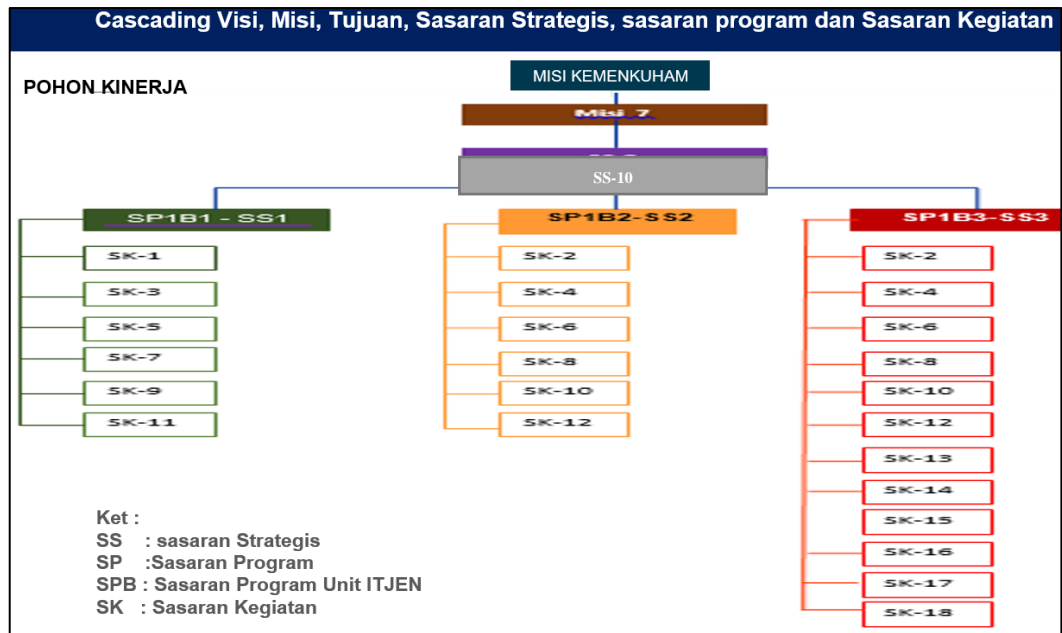 Cascading Visi, Misi, Tujuan, Sasaran Strategis, sasaran program dan Sasaran Kegiatan
POHON KINERJA
MISI KEMENKUHAM
Misi 7
SS-10
SP1B1 - SS1
SK-1
SK-3
SK-5
SK-7
SK-9
SK-11
SP1B2-SS2
SK-2
SK-4
SK-6
SK-8
SK-10
SK-12
SP1B3-SS3
SK-2
SK-4
SK-6
SK-8
SK-10
SK-12
SK-13
SK-14
SK-15
SK-16
SK-17
SK-18
Ket :
SS : sasaran Strategis
SP :Sasaran Program
SPB : Sasaran Program Unit ITJEN
SK : Sasaran Kegiatan